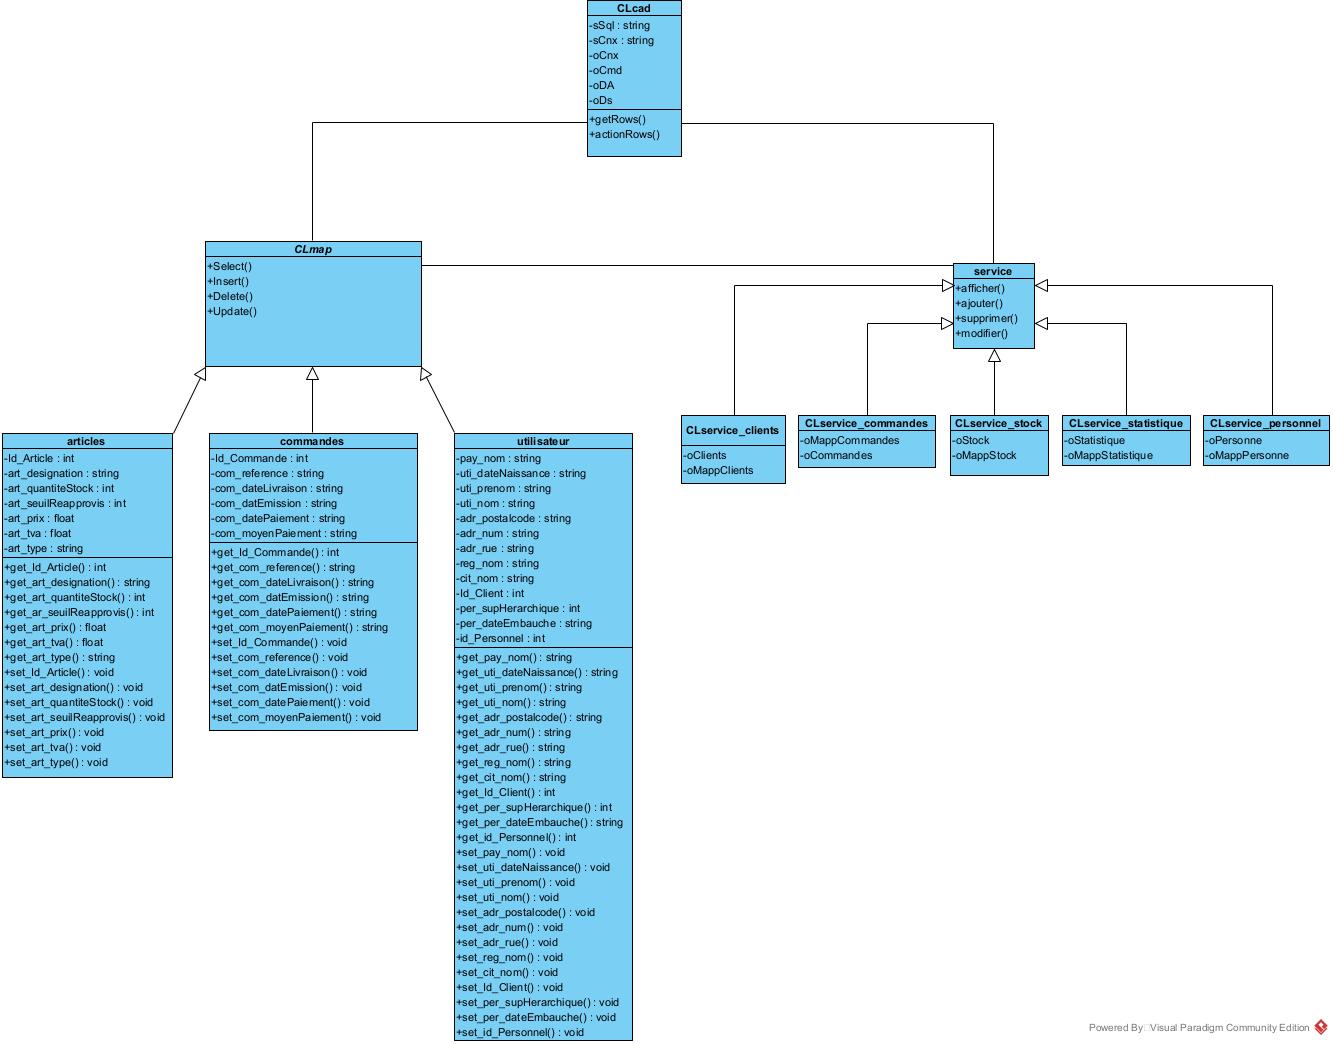 CLcad
-sSql : string
-sCnx : string
-oCnx
-oCmd
-oDA
-oDs
+getRows()
+actionRows()
CLmap
+Select()
+Insert()
+Delete()
+Update()
service
+afficher()
+ajouter()
+supprimer()
+modifier()
articles
-Id_Article : int
-art_designation : string
-art_quantiteStock : int
-art_seuilReapprovis : int
-art_prix : float
-art_tva : float
-art_type : string
+get_Id_Article() : int
+get_art_designation() : string
+get_art_quantiteStock() : int
+get_ar_seuilReapprovis() : int
+get_art_prix() : float
+get_art_tva() : float
+get_art_type() : string
+set_Id_Article() : void
+set_art_designation() : void
+set_art_quantiteStock() : void
+set_art_seuilReapprovis() : void
+set_art_prix() : void
+set_art_tva() : void
+set_art_type() : void
commandes
-Id_Commande : int
-com_reference : string
-com_dateLivraison : string
-com_datEmission : string
-com_datePaiement : string
-com_moyenPaiement : string
+get_Id_Commande() : int
+get_com_reference() : string
+get_com_dateLivraison() : string
+get_com_datEmission() : string
+get_com_datePaiement() : string
+get_com_moyenPaiement() : string
+set_Id_Commande() : void
+set_com_reference() : void
+set_com_dateLivraison() : void
+set_com_datEmission() : void
+set_com_datePaiement() : void
+set_com_moyenPaiement() : void
utilisateur
-pay_nom : string
-uti_dateNaissance : string
-uti_prenom : string
-uti_nom : string
-adr_postalcode : string
-adr_num : string
-adr_rue : string
-reg_nom : string
-cit_nom : string
-Id_Client : int
-per_supHerarchique : int
-per_dateEmbauche : string
-id_Personnel : int
+get_pay_nom() : string
+get_uti_dateNaissance() : string
+get_uti_prenom() : string
+get_uti_nom() : string
+get_adr_postalcode() : string
+get_adr_num() : string
+get_adr_rue() : string
+get_reg_nom() : string
+get_cit_nom() : string
+get_Id_Client() : int
+get_per_supHerarchique() : int
+get_per_dateEmbauche() : string
+get_id_Personnel() : int
+set_pay_nom() : void
+set_uti_dateNaissance() : void
+set_uti_prenom() : void
+set_uti_nom() : void
+set_adr_postalcode() : void
+set_adr_num() : void
+set_adr_rue() : void
+set_reg_nom() : void
+set_cit_nom() : void
+set_Id_Client() : void
+set_per_supHerarchique() : void
+set_per_dateEmbauche() : void
+set_id_Personnel() : void
CLservice_clients
-oClients
-oMappClients
CLservice_commandes
-oMappCommandes
-oCommandes
CLservice_stock
-oStock
-oMappStock
CLservice_statistique
-oStatistique
-oMappStatistique
CLservice_personnel
-oPersonne
-oMappPersonne
Powered By Visual Paradigm Community Edition